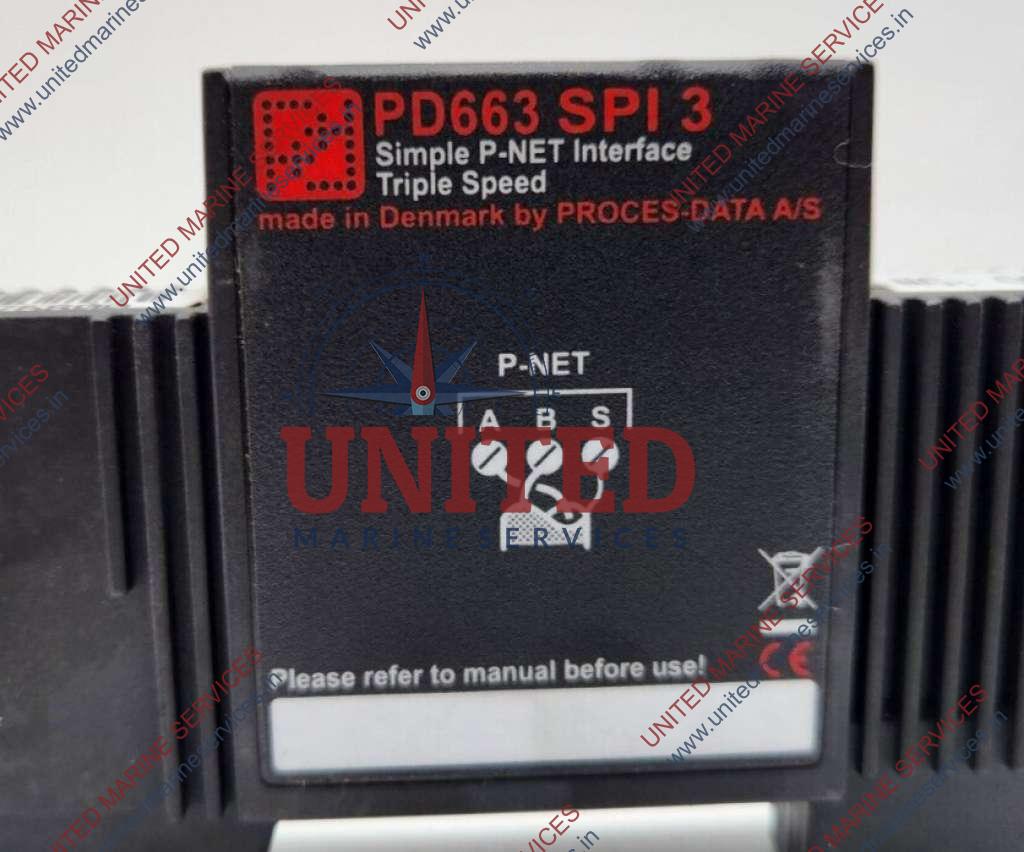 PD663 SPI 3
Simple P-NET Interface
Triple Speed
made in Denmark by PROCES-DATA A/S
P-NET
A B S
UNITED
MARINE SERVICES
Please refer to manual before use!
CE
UNITED MARINE SERVICES
www.unitedmarineservices.in